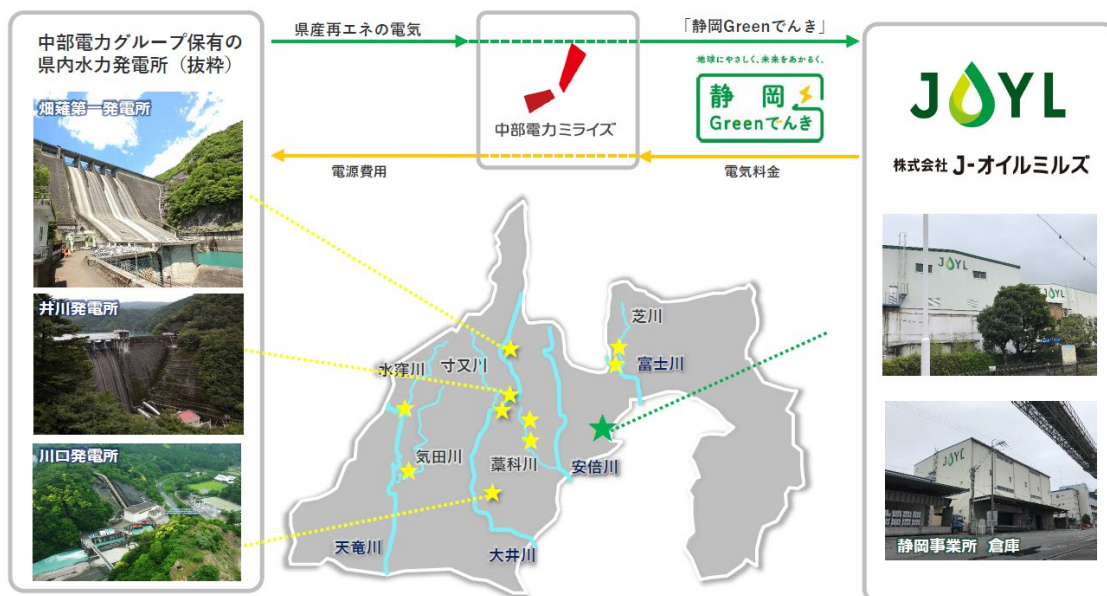 中部電力グループ保有の
県内水力発電所（抜粋）
畑薙第一発電所
井川発電所
川口発電所
県産再エネの電気
中部電力ミライズ
電源費用
「静岡Greenでんき」
地球にやさしく、未来をあかるく。
静岡
Greenでんき
電気料金
JOYL
株式会社 J-オイルミルズ
JOYL
JOYL
JOYL
静岡事業所 倉庫
芝川
富士川
水窪川
寸又川
気田川
藁科川
安倍川
天竜川
大井川